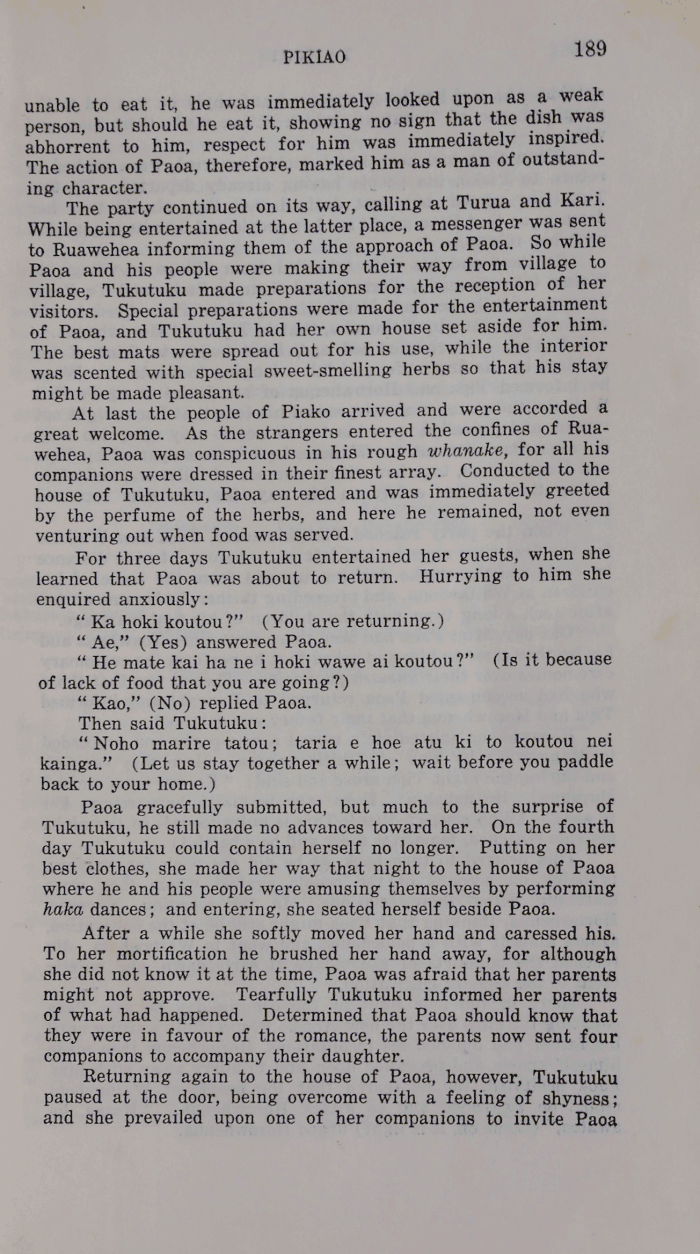 PIKIAO
189
unable to eat it, he was immediately looked upon as a weak
person, but should he eat it, showing no sign that the dish was
abhorrent to him, respect for him was immediately inspired.
The action of Paoa, therefore, marked him as a man of outstand-
ing character.
The party continued on its way, calling at Turua and Kari.
While being entertained at the latter place, a messenger was sent
to Ruawehea informing them of the approach of Paoa. So while
Paoa and his people were making their way from village to
village, Tukutuku made preparations for the reception of her
visitors. Special preparations were made for the entertainment
of Paoa, and Tukutuku had her own house set aside for him.
The best mats were spread out for his use, while the interior
was scented with special sweet-smelling herbs so that his stay
might be made pleasant.
At last the people of Piako arrived and were accorded a
great welcome. As the strangers entered the confines of Rua-
wehea, Paoa was conspicuous in his rough whanake, for all his
companions were dressed in their finest array. Conducted to the
house of Tukutuku, Paoa entered and was immediately greeted
by the perfume of the herbs, and here he remained, not even
venturing out when food was served.
For three days Tukutuku entertained her guests, when she
learned that Paoa was about to return. Hurrying to him she
enquired anxiously:
“ Ka hoki koutou?” (You are returning.)
“ Ae,” (Yes) answered Paoa.
“ He mate kai ha ne i hoki wawe ai koutou?” (Is it because
of lack of food that you are going?)
“ Kao,” (No) replied Paoa.
Then said Tukutuku:
“ Noho marire tatou; taria e hoe atu ki to koutou nei
kainga.” (Let us stay together a while; wait before you paddle
back to your home.)
Paoa gracefully submitted, but much to the surprise of
Tukutuku, he still made no advances toward her. On the fourth
day Tukutuku could contain herself no longer. Putting on her
best clothes, she made her way that night to the house of Paoa
where he and his people were amusing themselves by performing
haka dances; and entering, she seated herself beside Paoa.
After a while she softly moved her hand and caressed his.
To her mortification he brushed her hand away, for although
she did not know it at the time, Paoa was afraid that her parents
might not approve. Tearfully Tukutuku informed her parents
of what had happened. Determined that Paoa should know that
they were in favour of the romance, the parents now sent four
companions to accompany their daughter.
Returning again to the house of Paoa, however, Tukutuku
paused at the door, being overcome with a feeling of shyness;
and she prevailed upon one of her companions to invite Paoa